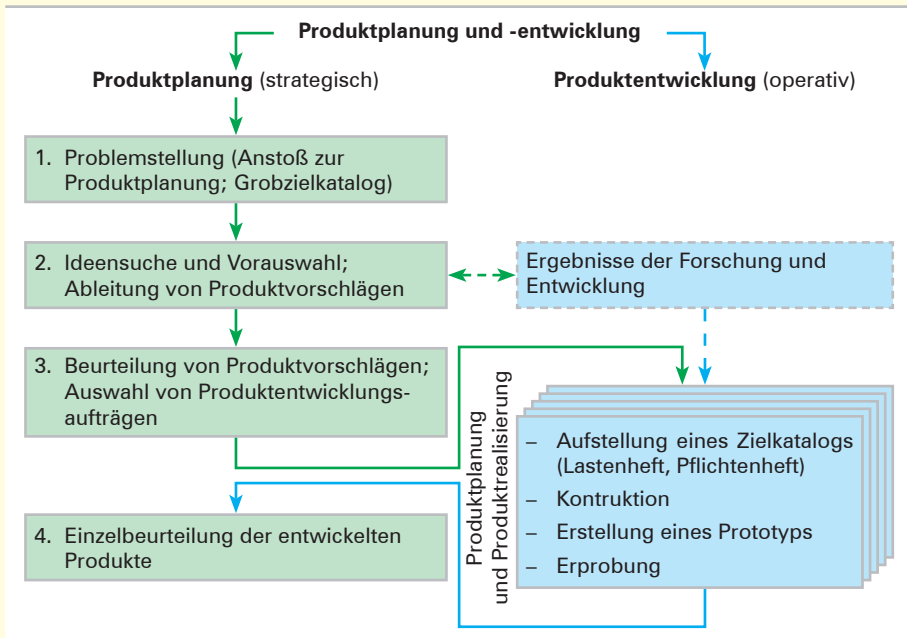 Produktplanung und -entwicklung
Produktplanung (strategisch)
Produktentwicklung (operativ)
1. Problemstellung (Anstoß zur
Produktplanung; Grobzielkatalog)
2. Ideensuche und Vorauswahl;
Ableitung von Produktvorschlägen
Ergebnisse der Forschung und
Entwicklung
3. Beurteilung von Produktvorschlägen;
Auswahl von Produktentwicklungs-
aufträgen
Produktplanung
und Produktrealisierung
– Aufstellung eines Zielkatalogs
(Lastenheft, Pflichtenheft)
– Kontruktion
– Erstellung eines Prototyps
– Erprobung
4. Einzelbeurteilung der entwickelten
Produkte